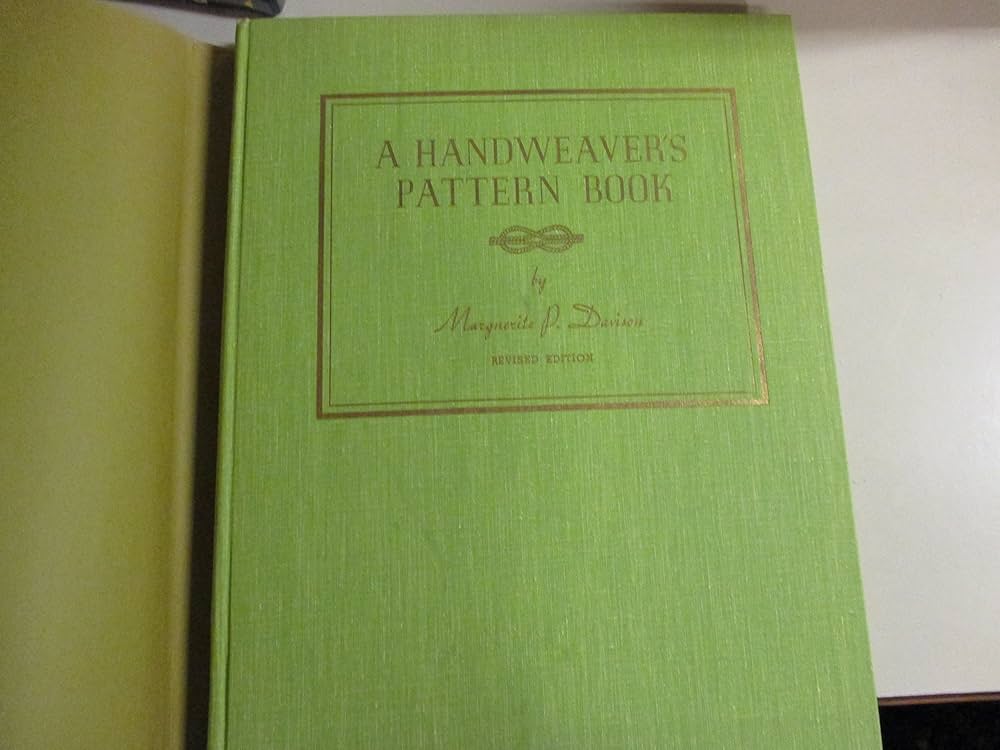 A HANDWEAVER'S
PATTERN BOOK
by
Marguerite P. Davison
REVISED EDITION